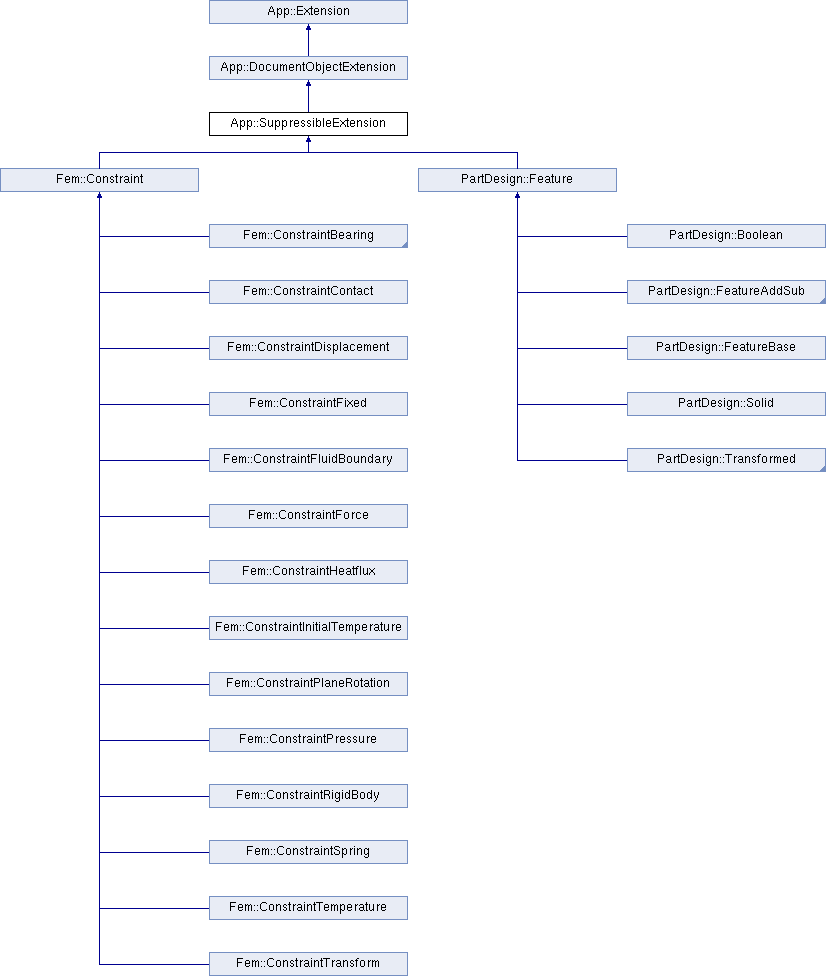 App::Extension
App::DocumentObjectExtension
App::SuppressibleExtension
Fem::Constraint
PartDesign::Feature
Fem::ConstraintBearing
PartDesign::Boolean
Fem::ConstraintContact
PartDesign::FeatureAddSub
Fem::ConstraintDisplacement
PartDesign::FeatureBase
Fem::ConstraintFixed
PartDesign::Solid
Fem::ConstraintFluidBoundary
PartDesign::Transformed
Fem::ConstraintForce
Fem::ConstraintHeatflux
Fem::ConstraintInitialTemperature
Fem::ConstraintPlaneRotation
Fem::ConstraintPressure
Fem::ConstraintRigidBody
Fem::ConstraintSpring
Fem::ConstraintTemperature
Fem::ConstraintTransform